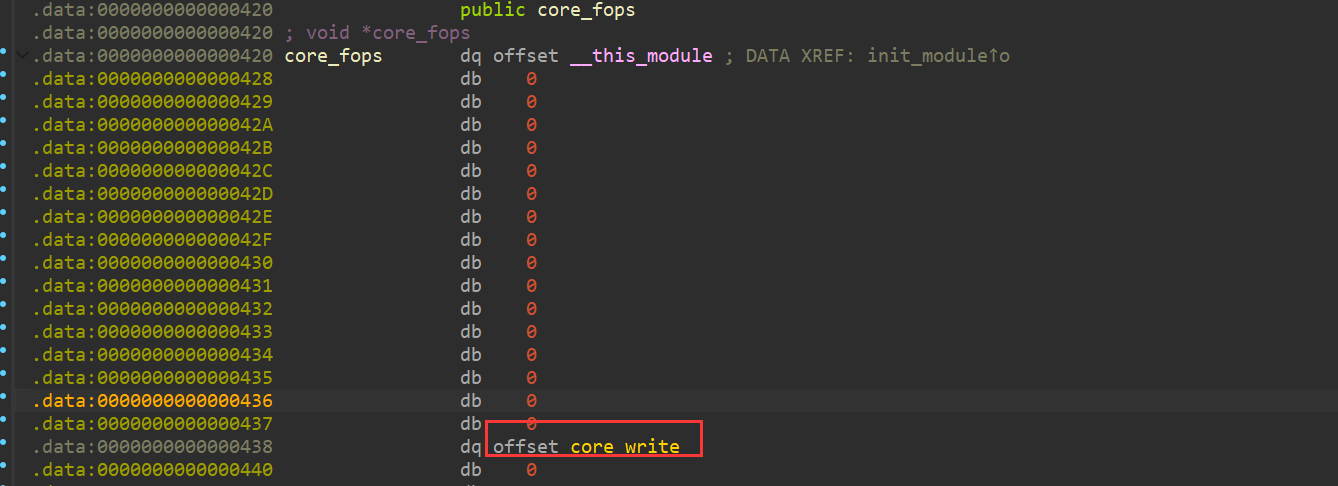 .data:0000000000000420 public core_fops
.data:0000000000000420 ; void *core_fops
.data:0000000000000420 core_fops dq offset __this_module ; DATA XREF: init_module↑o
.data:0000000000000428 db 0
.data:0000000000000429 db 0
.data:000000000000042A db 0
.data:000000000000042B db 0
.data:000000000000042C db 0
.data:000000000000042D db 0
.data:000000000000042E db 0
.data:000000000000042F db 0
.data:0000000000000430 db 0
.data:0000000000000431 db 0
.data:0000000000000432 db 0
.data:0000000000000433 db 0
.data:0000000000000434 db 0
.data:0000000000000435 db 0
.data:0000000000000436 db 0
.data:0000000000000437 db 0
.data:0000000000000438 dq offset core_write
.data:0000000000000440 db 0